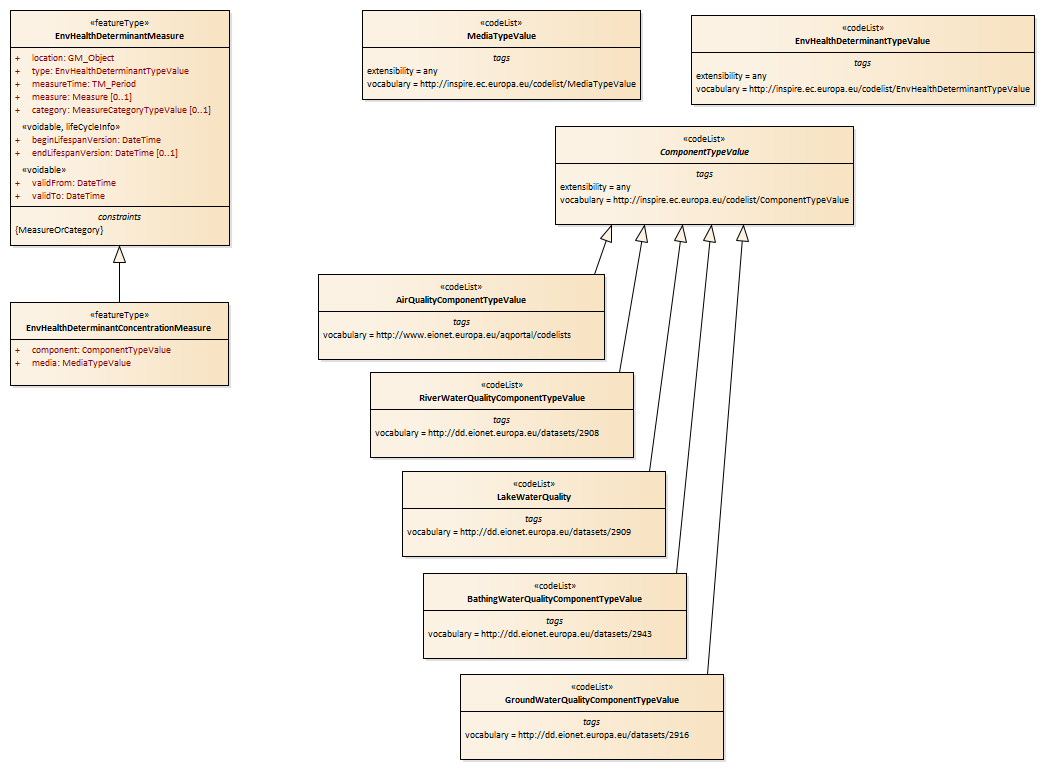 «featureType»
EnvHealthDeterminantMeasure
+ location: GM_Object
+ type: EnvHealthDeterminantTypeValue
+ measureTime: TM_Period
+ measure: Measure [0..1]
+ category: MeasureCategoryTypeValue [0..1]
«voidable, lifeCycleInfo»
+ beginLifespanVersion: DateTime
+ endLifespanVersion: DateTime [0..1]
«voidable»
+ validFrom: DateTime
+ validTo: DateTime
constraints
{MeasureOrCategory}
«featureType»
EnvHealthDeterminantConcentrationMeasure
+ component: ComponentTypeValue
+ media: MediaTypeValue
«codeList»
MediaTypeValue
tags
extensibility = any
vocabulary = http://inspire.ec.europa.eu/codelist/MediaTypeValue
«codeList»
EnvHealthDeterminantTypeValue
tags
extensibility = any
vocabulary = http://inspire.ec.europa.eu/codelist/EnvHealthDeterminantTypeValue
«codeList»
ComponentTypeValue
tags
extensibility = any
vocabulary = http://inspire.ec.europa.eu/codelist/ComponentTypeValue
«codeList»
AirQualityComponentTypeValue
tags
vocabulary = http://www.eionet.europa.eu/aqportal/codelists
«codeList»
RiverWaterQualityComponentTypeValue
tags
vocabulary = http://dd.eionet.europa.eu/datasets/2908
«codeList»
LakeWaterQuality
tags
vocabulary = http://dd.eionet.europa.eu/datasets/2909
«codeList»
BathingWaterQualityComponentTypeValue
tags
vocabulary = http://dd.eionet.europa.eu/datasets/2943
«codeList»
GroundWaterQualityComponentTypeValue
tags
vocabulary = http://dd.eionet.europa.eu/datasets/2916